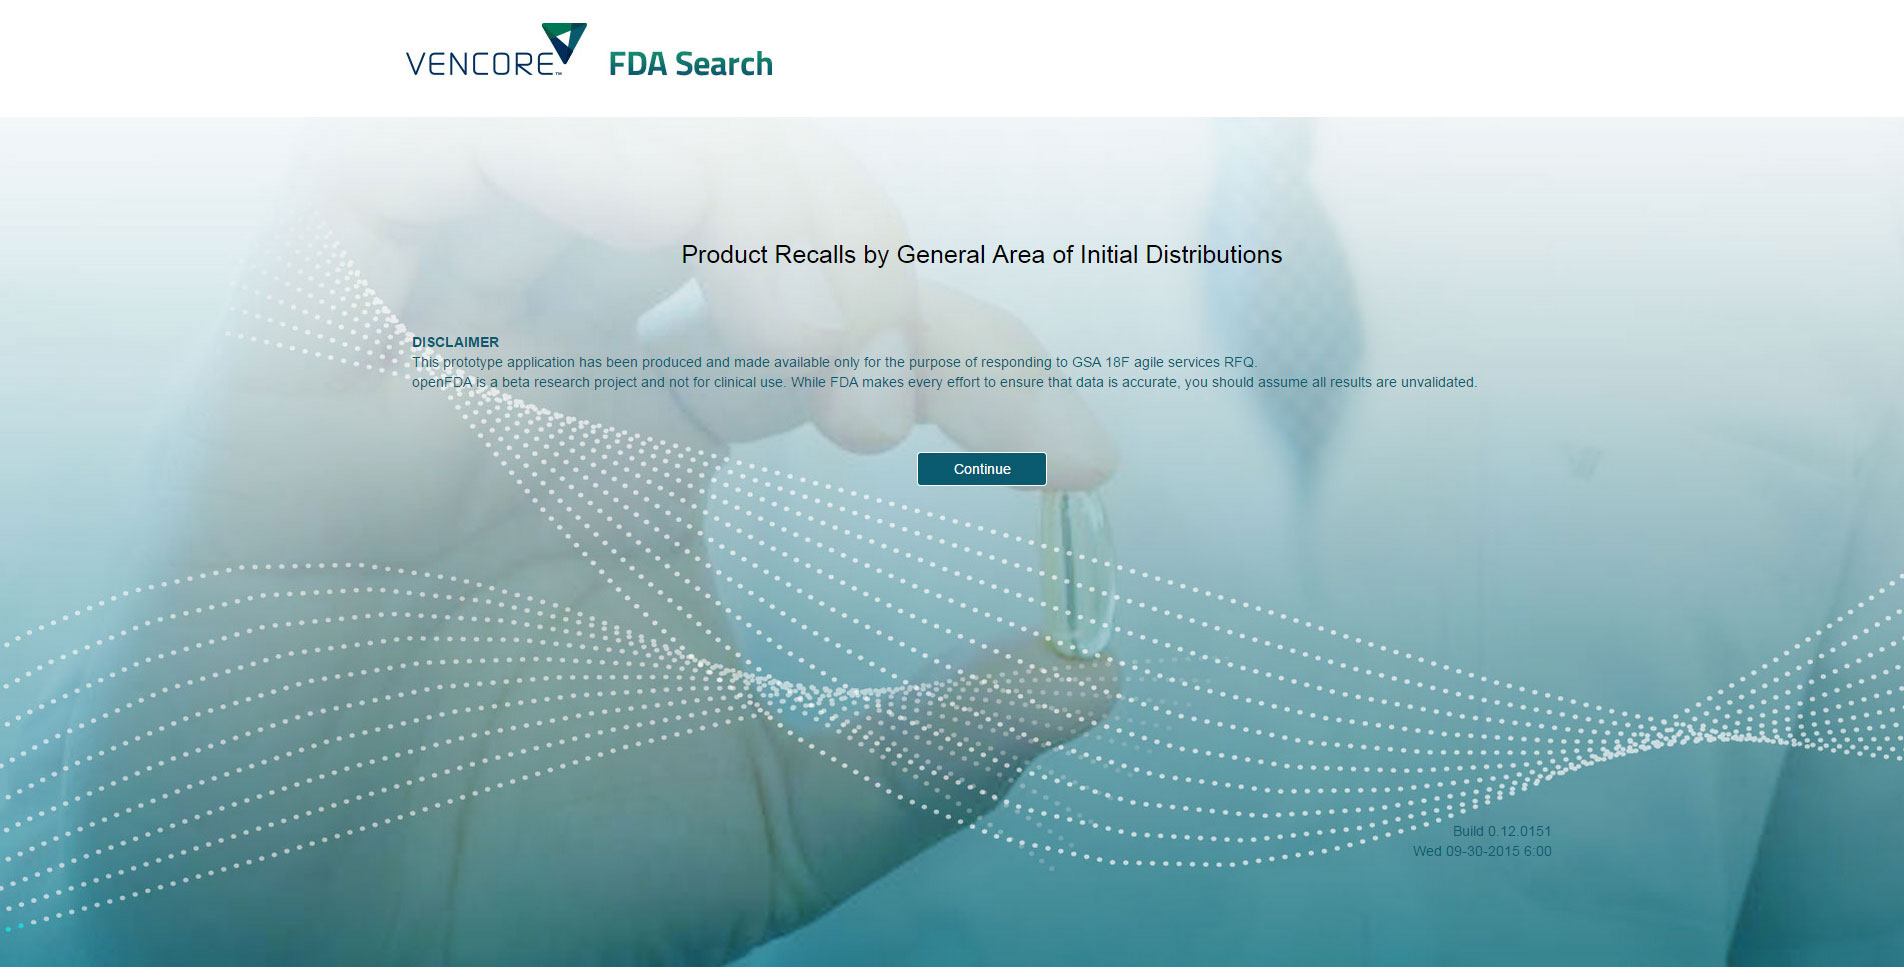 VENCORE™ FDA Search
Product Recalls by General Area of Initial Distributions
DISCLAIMER
This prototype application has been produced and made available only for the purpose of responding to GSA 18F agile services RFQ.
openFDA is a beta research project and not for clinical use. While FDA makes every effort to ensure that data is accurate, you should assume all results are unvalidated.
Continue
Build 0.12.0151
Wed 09-30-2015 6:00